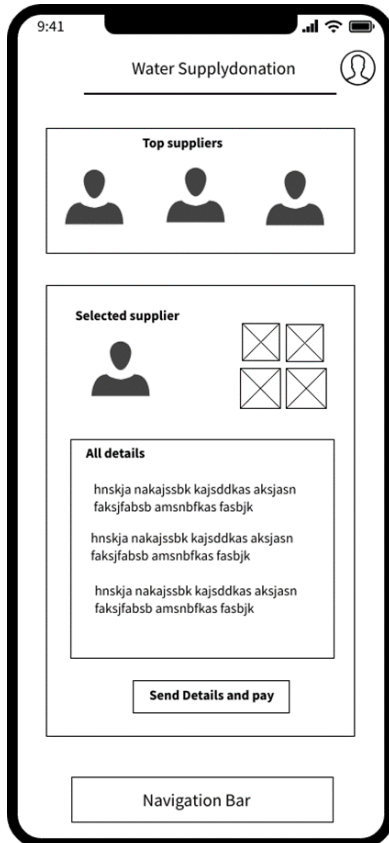 9:41
Water Supplydonation
Top suppliers
Selected supplier
All details
hnskja nakajssbk kajsddkas aksjasn
faksjfabsb amsnbfkas fasbjk
hnskja nakajssbk kajsddkas aksjasn
faksjfabsb amsnbfkas fasbjk
hnskja nakajssbk kajsddkas aksjasn
faksjfabsb amsnbfkas fasbjk
Send Details and pay
Navigation Bar